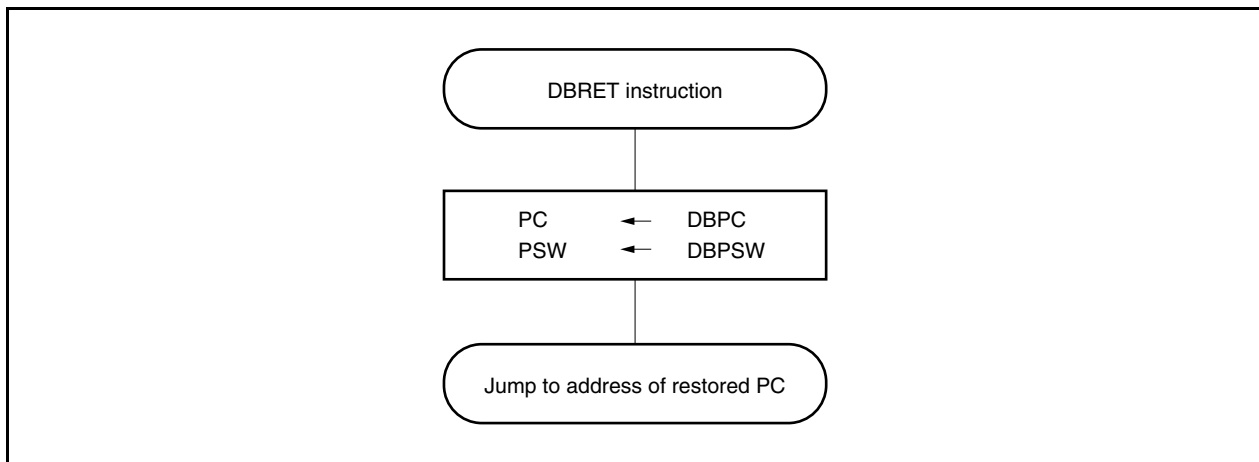 DBRET instruction
PC ← DBPC
PSW ← DBPSW
Jump to address of restored PC